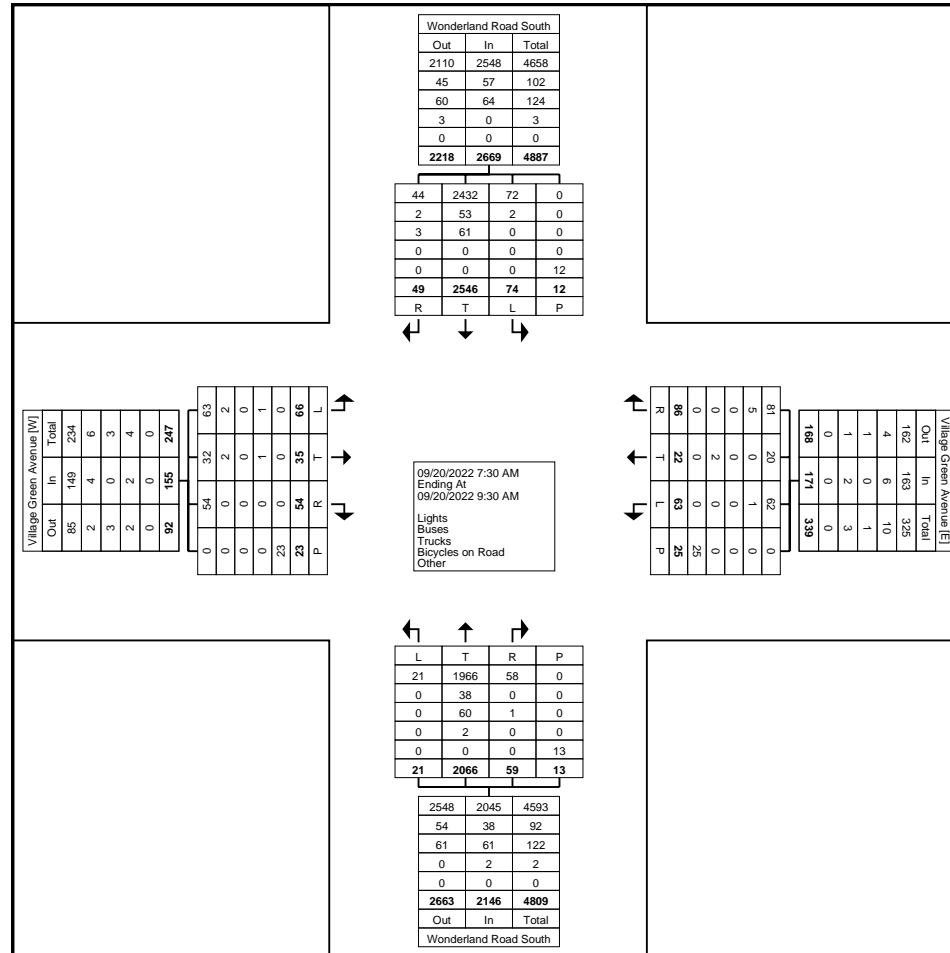 Wonderland Road South
Out In Total
2110 2548 4658
45 57 102
60 64 124
3 0 3
0 0 0
2218 2669 4887
44 2432 72 0
2 53 2 0
3 61 0 0
0 0 0 0
0 0 0 12
49 2546 74 12
R T L P
Village Green Avenue [W]
Out In Total
85 149 234
2 4 6
3 0 3
2 2 4
0 0 0
92 155 247
63 32 54 0
2 2 0 0
0 0 0 0
1 1 0 0
0 0 0 23
66 35 54 23
L T R P
09/20/2022 7:30 AM
Ending At
09/20/2022 9:30 AM
Lights
Buses
Trucks
Bicycles on Road
Other
Village Green Avenue [E]
Out In Total
162 163 325
4 6 10
1 0 1
1 2 3
0 0 0
168 171 339
81 20 62 0
5 0 1 0
0 0 0 0
0 2 0 0
0 0 0 25
86 22 63 25
R T L P
L T R P
21 1966 58 0
0 38 0 0
0 60 1 0
0 2 0 0
0 0 0 13
21 2066 59 13
2548 2045 4593
54 38 92
61 61 122
0 2 2
0 0 0
2663 2146 4809
Out In Total
Wonderland Road South